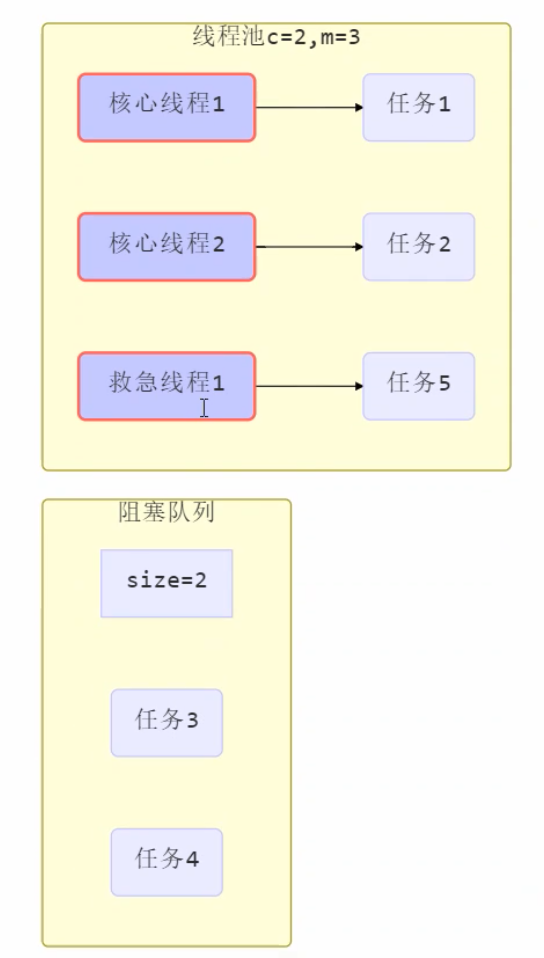 线程池c=2,m=3
核心线程1
任务1
核心线程2
任务2
救急线程1
任务5
阻塞队列
size=2
任务3
任务4